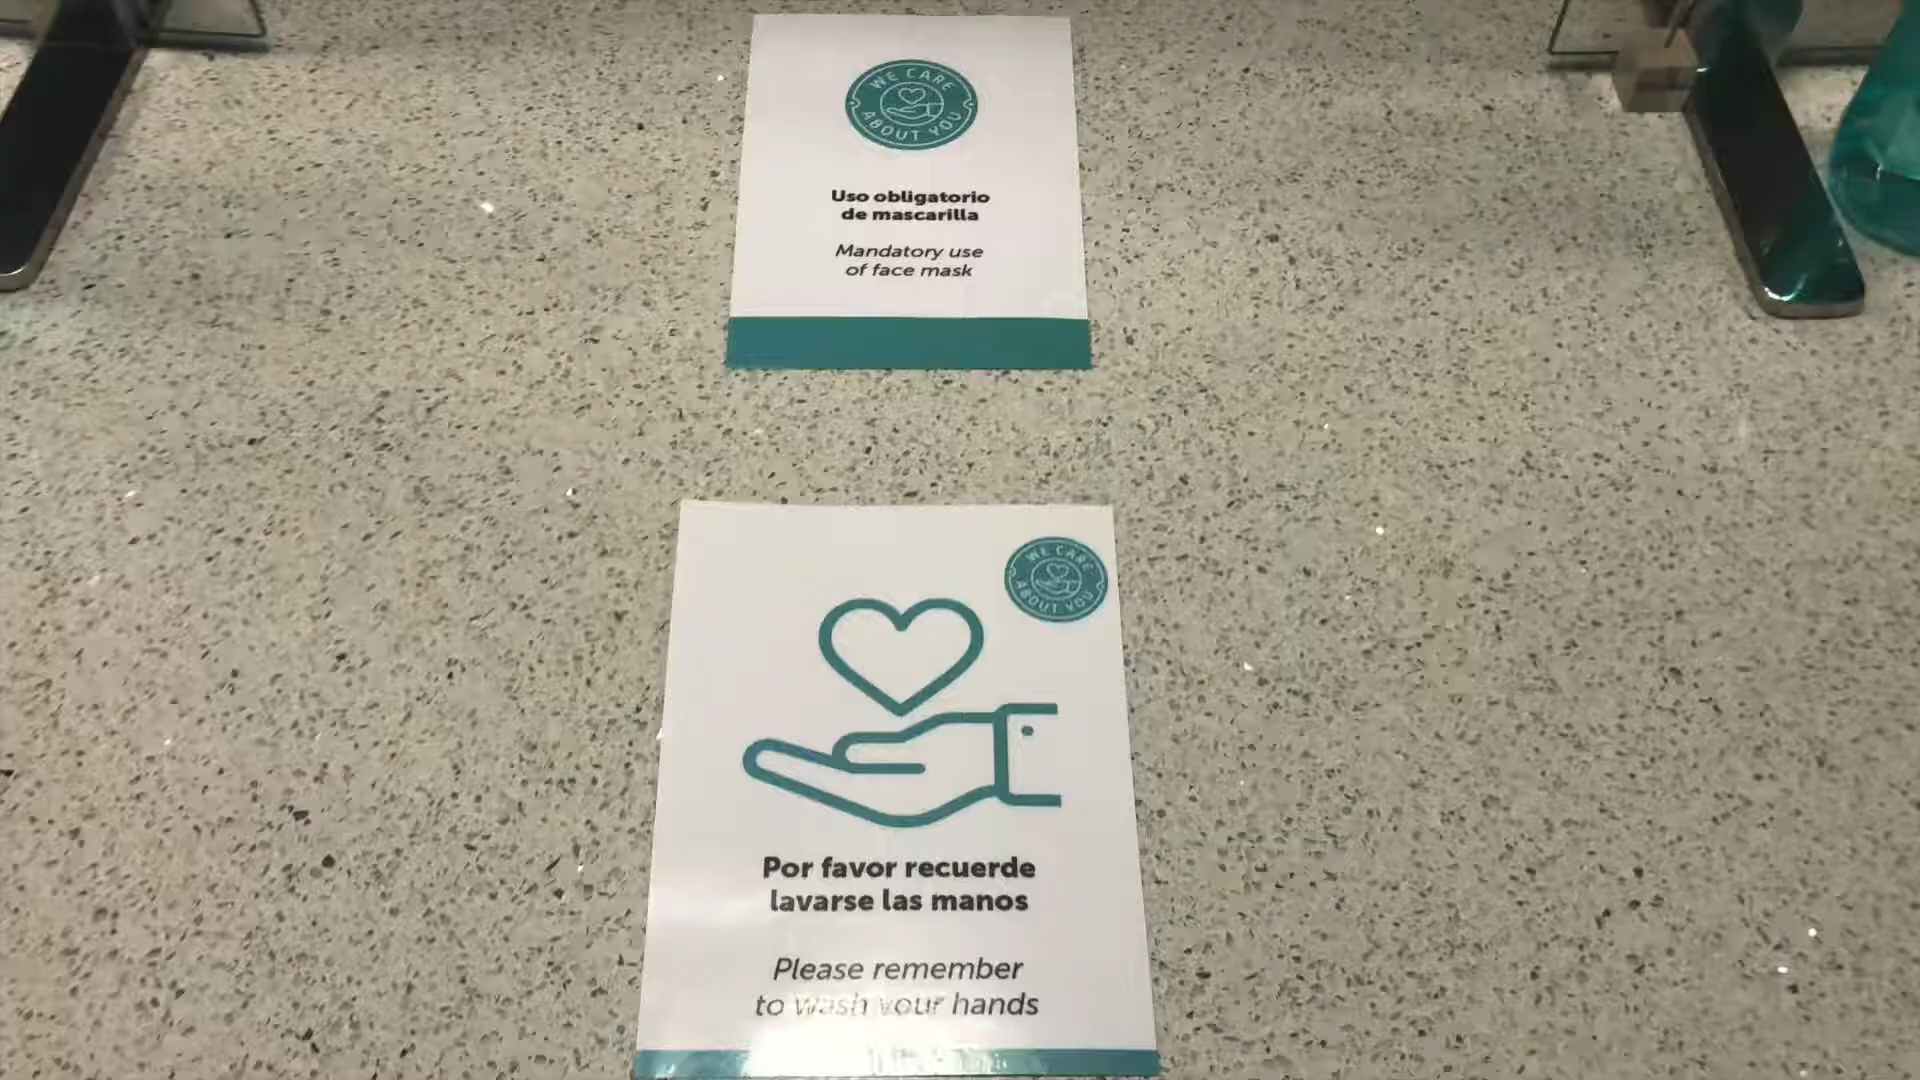 WE CARE
ABOUT YOU
Uso obligatorio
de mascarilla
Mandatory use
of face mask
WE CARE
ABOUT YOU
Por favor recuerde
lavarse las manos
Please remember
to wash your hands